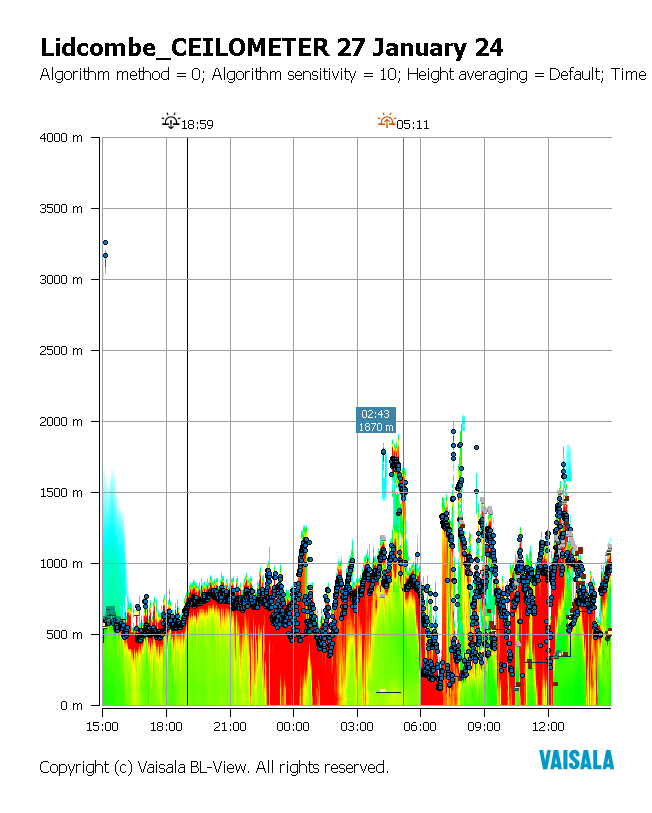 Lidcombe_CEILOMETER 27 January 24
Algorithm method = 0; Algorithm sensitivity = 10; Height averaging = Default; Time
18:59
05:11
4000 m
3500 m
3000 m
2500 m
2000 m
02:43
1870 m
1500 m
1000 m
500 m
0 m
15:00 18:00 21:00 00:00 03:00 06:00 09:00 12:00
Copyright (c) Vaisala BL-View. All rights reserved.
VAISALA